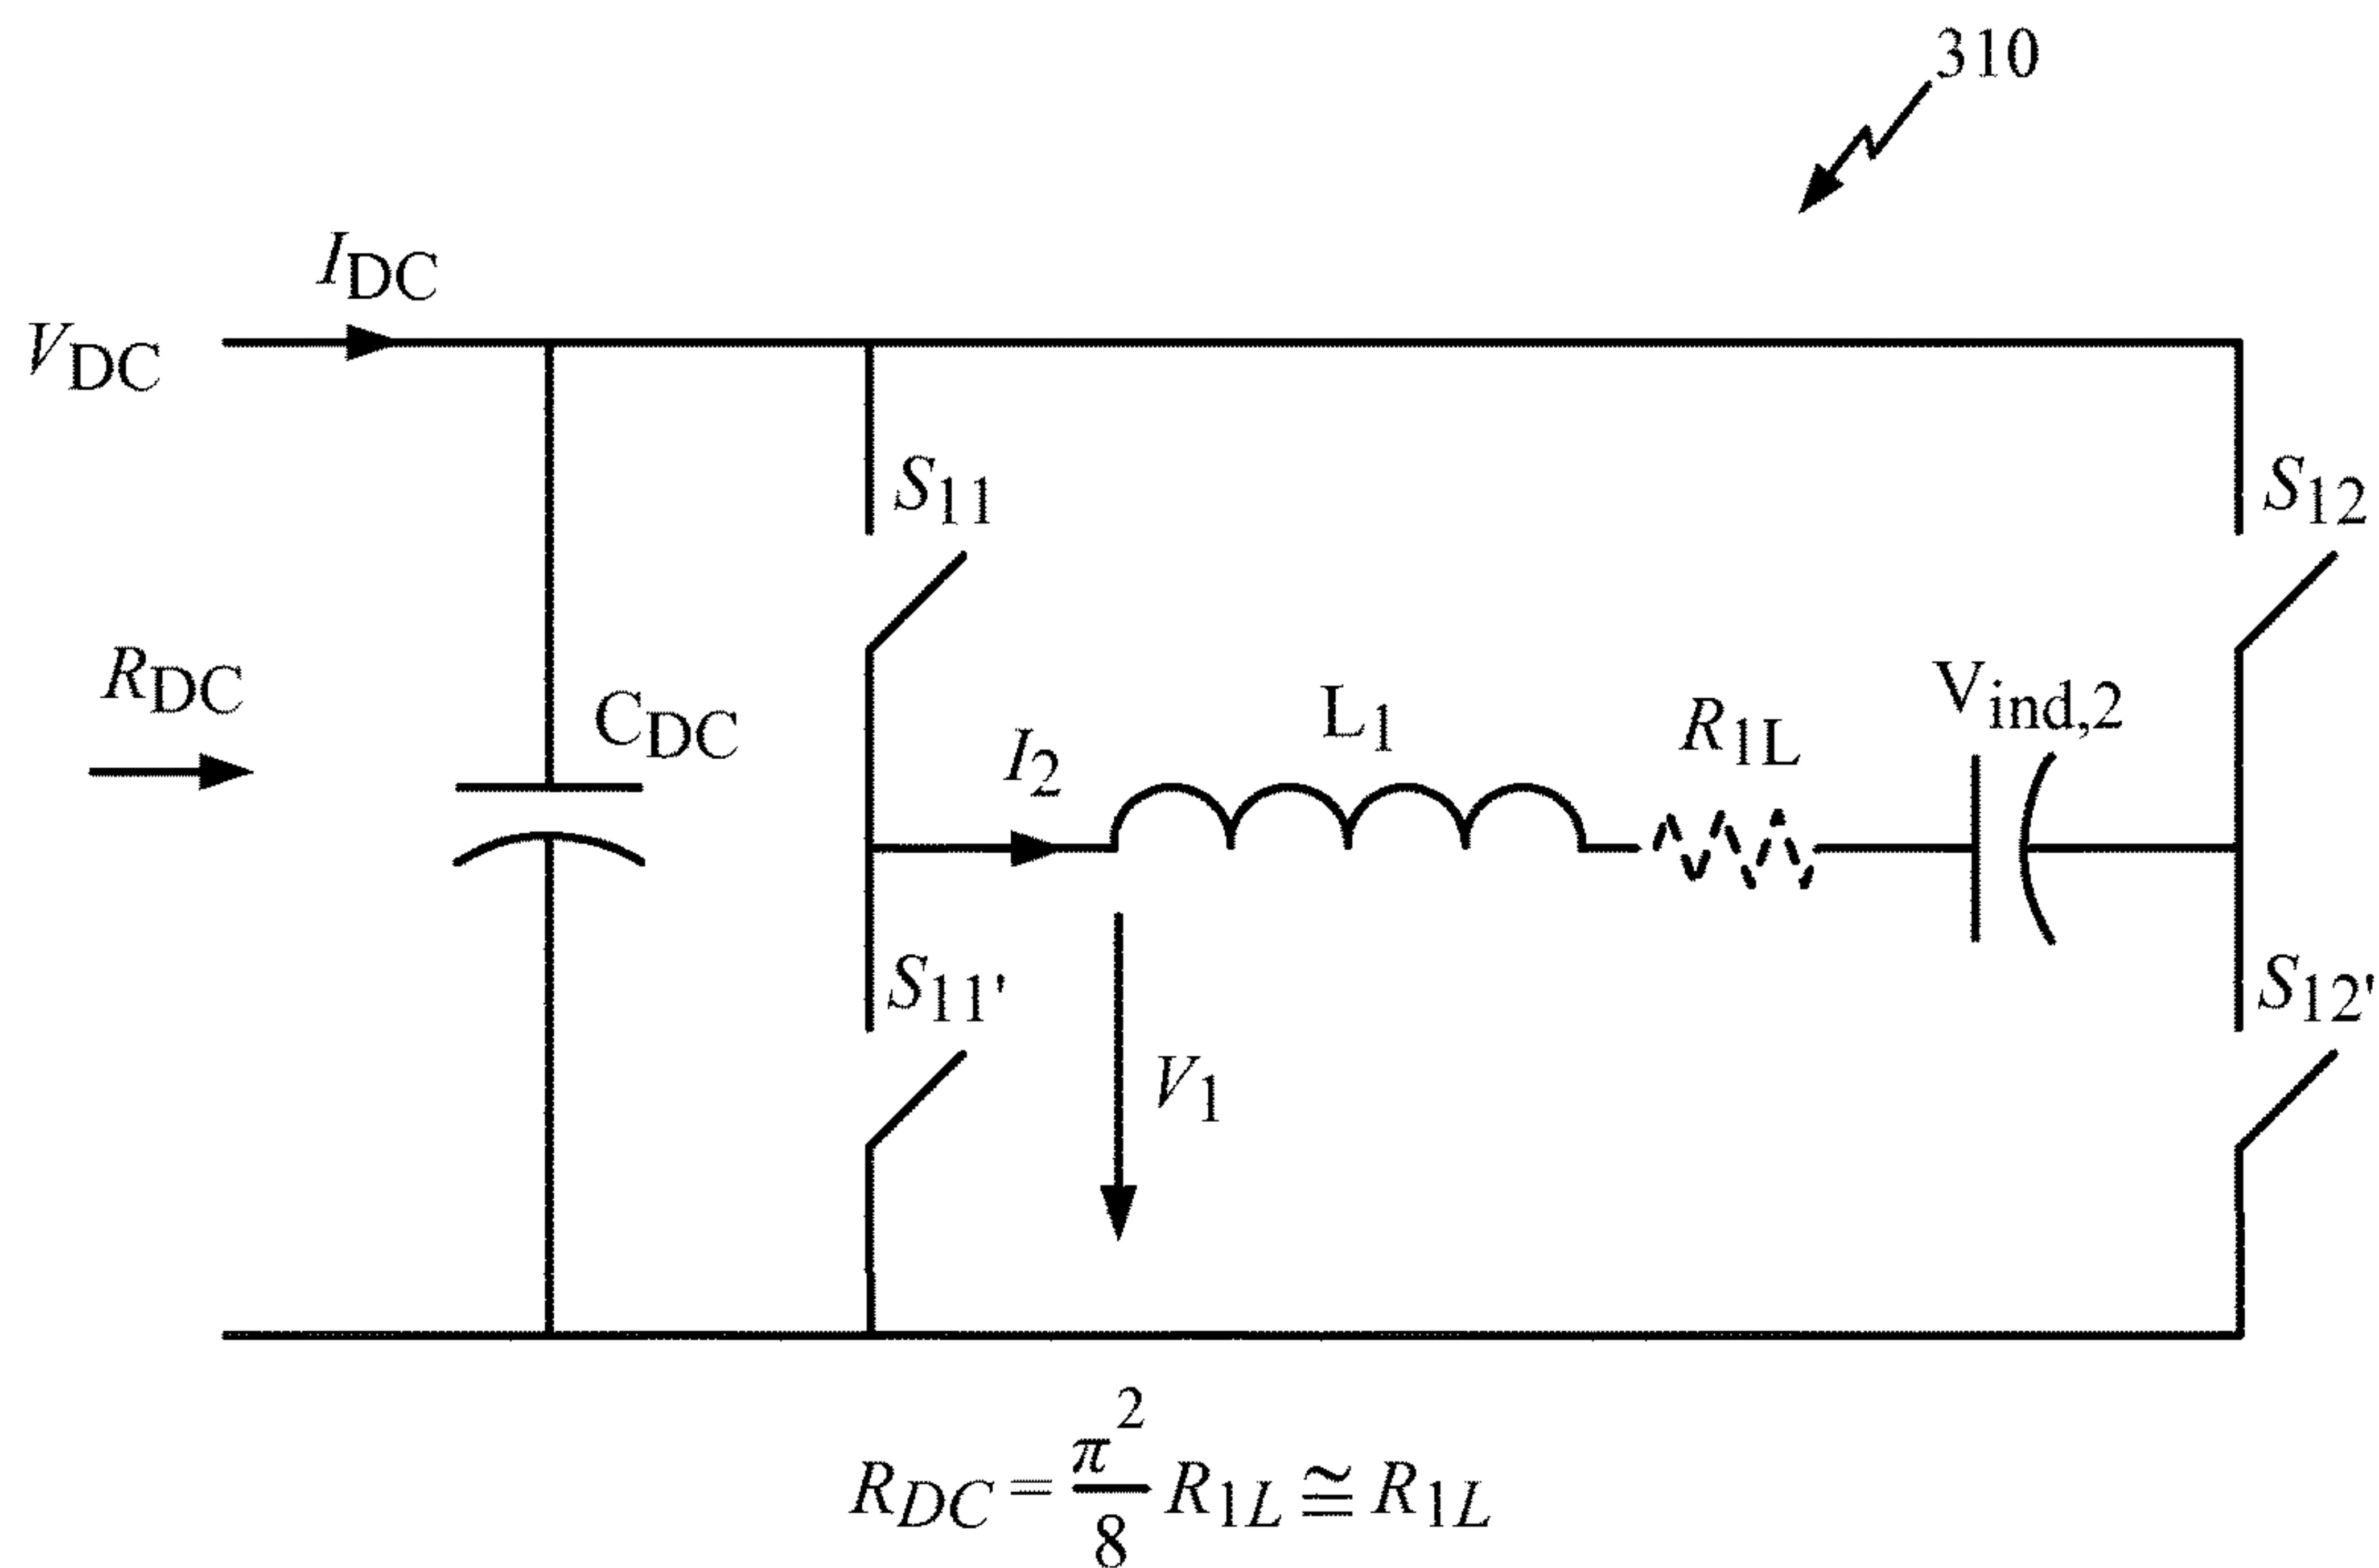 310
I_DC
V_DC
S_11
S_12
R_DC
C_DC
I_2
L_1
R_1L
V_ind,2
S_11'
S_12'
V_1
R_DC = π^2/8 R_1L ≅ R_1L